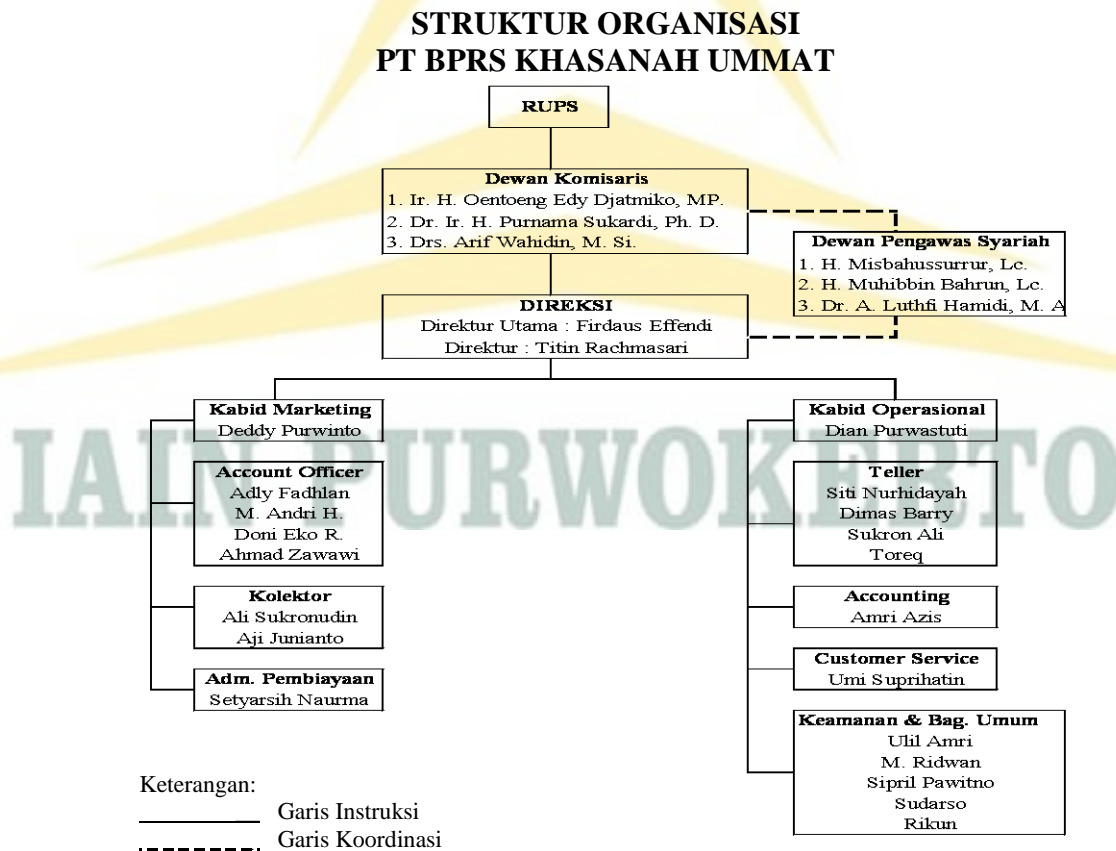 STRUKTUR ORGANISASI
PT BPRS KHASANAH UMMAT
RUPS
Dewan Komisaris
1. Ir. H. Oentoeng Edy Djatmiko, MP.
2. Dr. Ir. H. Purnama Sukardi, Ph. D.
3. Drs. Arif Wahidin, M. Si.
Dewan Pengawas Syariah
1. H. Misbahussurrur, Lc.
2. H. Muhibbin Bahrun, Lc.
3. Dr. A. Luthfi Hamidi, M. A
DIREKSI
Direktur Utama : Firdaus Effendi
Direktur : Titin Rachmasari
Kabid Marketing
Deddy Purwinto
Account Officer
Adly Fadhlan
M. Andri H.
Doni Eko R.
Ahmad Zawawi
Kolektor
Ali Sukronudin
Aji Junianto
Adm. Pembiayaan
Setyarsih Naurma
Kabid Operasional
Dian Purwastuti
Teller
Siti Nurhidayah
Dimas Barry
Sukron Ali
Toreq
Accounting
Amri Azis
Customer Service
Umi Suprihatin
Keamanan & Bag. Umum
Ulil Amri
M. Ridwan
Sipril Pawitno
Sudarso
Rikun
IAIN PURWOKERTO
Keterangan:
Garis Instruksi
Garis Koordinasi